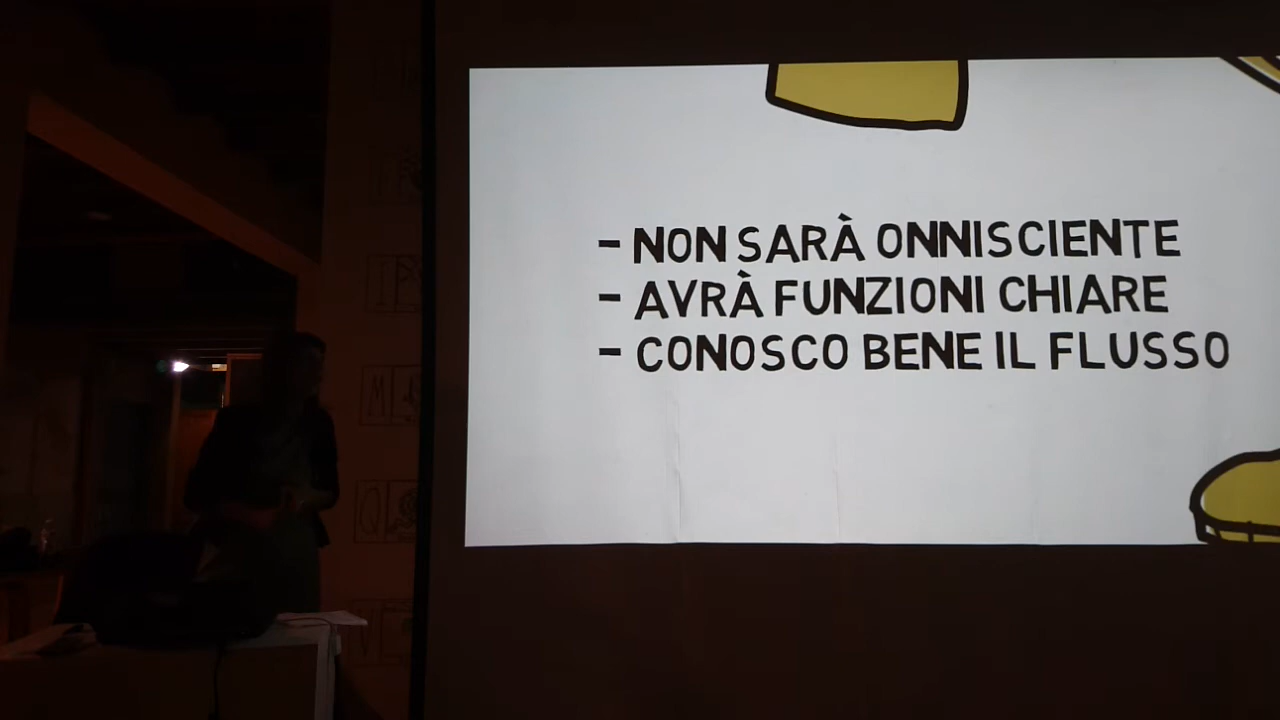 - NON SARÀ ONNISCIENTE
- AVRÀ FUNZIONI CHIARE
- CONOSCO BENE IL FLUSSO